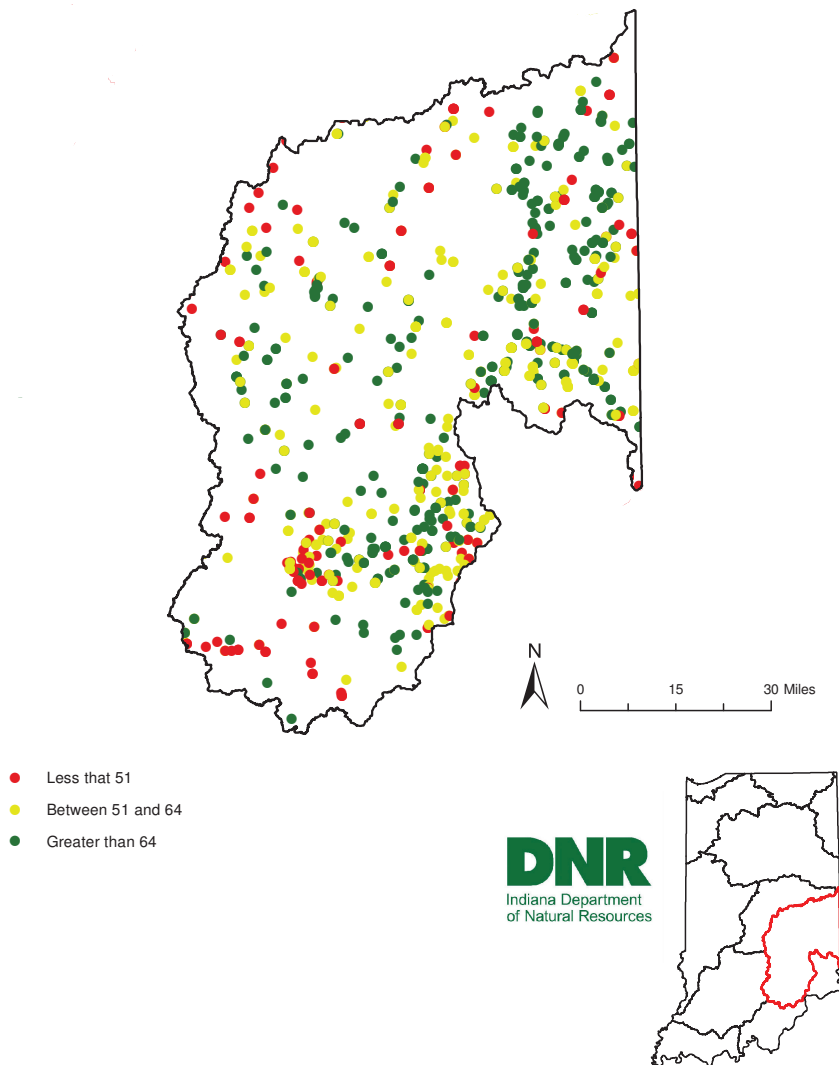 N
0 15 30 Miles
Less that 51
Between 51 and 64
Greater than 64
DNR
Indiana Department
of Natural Resources